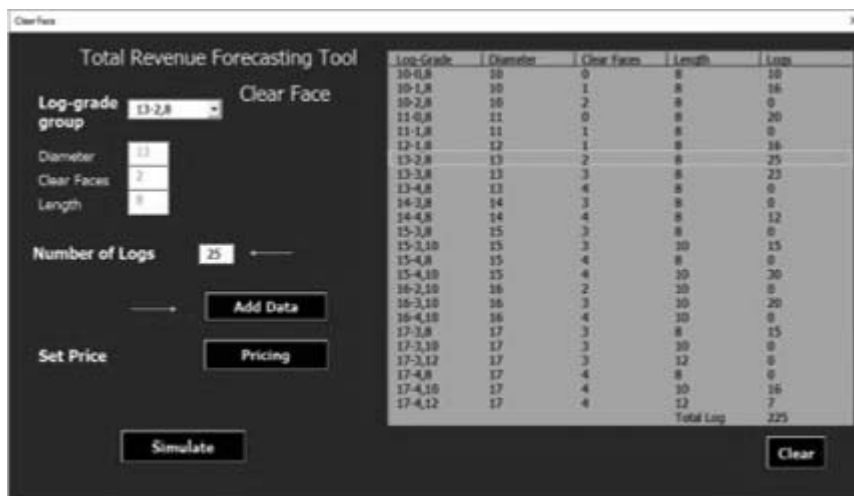 Clear Face
Total Revenue Forecasting Tool
Clear Face
Log-grade group
13-2,8
Diameter 13
Clear Faces 2
Length 8
Number of Logs 25
Add Data
Set Price Pricing
Simulate
Log-Grade Diameter Clear Faces Length Logs
10-0,8 10 0 8 10
10-1,8 10 1 8 16
10-2,8 10 2 8 0
11-0,8 11 0 8 20
11-1,8 11 1 8 0
12-1,8 12 1 8 16
13-2,8 13 2 8 25
13-3,8 13 3 8 23
13-4,8 13 4 8 0
14-3,8 14 3 8 0
14-4,8 14 4 8 12
15-3,8 15 3 8 0
15-3,10 15 3 10 15
15-4,8 15 4 8 0
15-4,10 15 4 10 30
16-2,10 16 2 10 0
16-3,10 16 3 10 20
16-4,10 16 4 10 0
17-3,8 17 3 8 15
17-3,10 17 3 10 0
17-3,12 17 3 12 0
17-4,8 17 4 8 0
17-4,10 17 4 10 16
17-4,12 17 4 12 7
Total Log 225
Clear